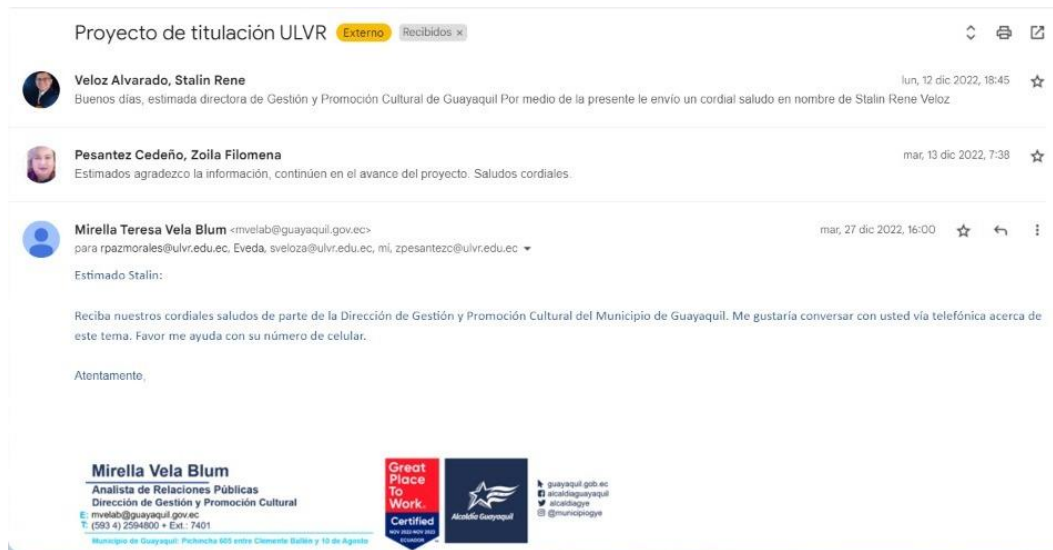 Proyecto de titulación ULVR Externo Recibidos x
Veloz Alvarado, Stalin Rene
lun, 12 dic 2022, 18:45
Buenos días, estimada directora de Gestión y Promoción Cultural de Guayaquil Por medio de la presente le envío un cordial saludo en nombre de Stalin Rene Veloz
Pesantez Cedeño, Zoila Filomena
mar, 13 dic 2022, 7:38
Estimados agradezco la información, continúen en el avance del proyecto. Saludos cordiales.
Mirella Teresa Vela Blum <mvelab@guayaquil.gov.ec>
mar, 27 dic 2022, 16:00
para rpazmorales@ulvr.edu.ec, Eveda, sveloza@ulvr.edu.ec, mí, zpesantezc@ulvr.edu.ec
Estimado Stalin:
Reciba nuestros cordiales saludos de parte de la Dirección de Gestión y Promoción Cultural del Municipio de Guayaquil. Me gustaría conversar con usted vía telefónica acerca de
este tema. Favor me ayuda con su número de celular.
Atentamente,
Mirella Vela Blum
Analista de Relaciones Públicas
Dirección de Gestión y Promoción Cultural
E: mvelab@guayaquil.gov.ec
T: (593 4) 2594800 + Ext.: 7401
Municipio de Guayaquil: Pichincha 605 entre Clemente Ballén y 10 de Agosto
Great
Place
To
Work.
Certified
NOV 2022-NOV 2023
ECUADOR
Alcaldía Guayaquil
guayaquil.gob.ec
alcaldiaguayaquil
alcaldiagye
@municipiogye